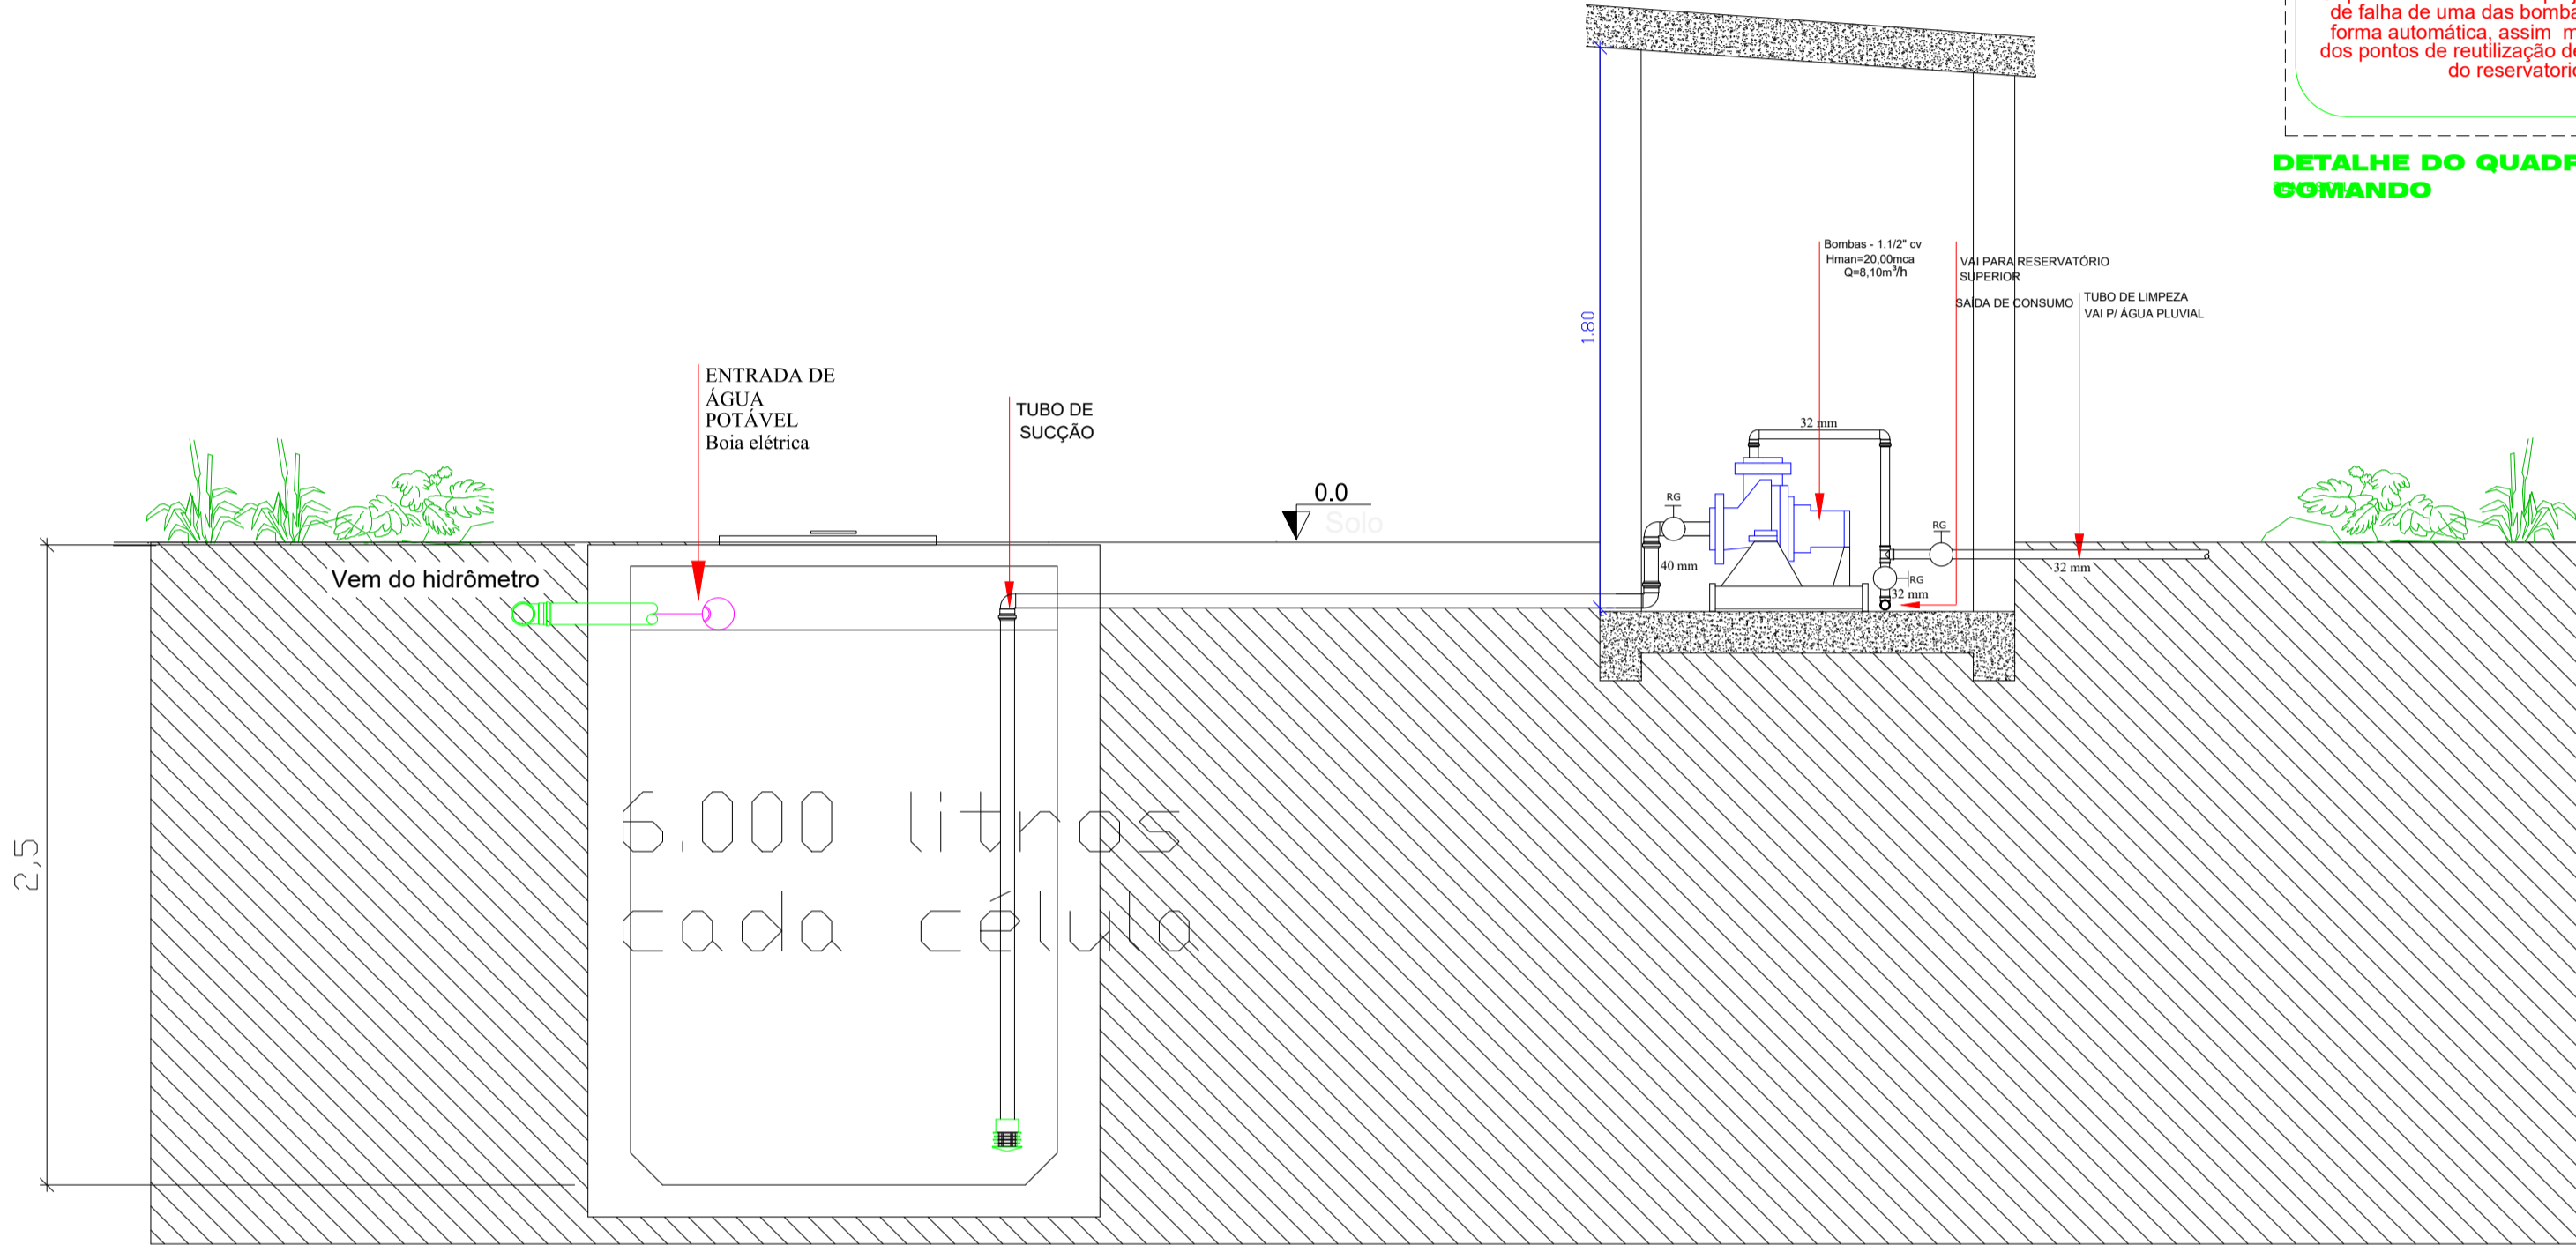 de falha de uma das bomba
forma automática, assim m
dos pontos de reutilização de
do reservatorio
DETALHE DO QUADR
COMANDO
Bombas - 1.1/2" cv
Hman=20,00mca
Q=8,10m³/h
VAI PARA RESERVATÓRIO
SUPERIOR
SAÍDA DE CONSUMO
TUBO DE LIMPEZA
VAI P/ ÁGUA PLUVIAL
1.80
ENTRADA DE
ÁGUA
POTÁVEL
Boia elétrica
TUBO DE
SUCÇÃO
32 mm
0.0
Solo
RG
RG
40 mm
32 mm
RG
32 mm
Vem do hidrômetro
2,5
6.000 litros
cada célula